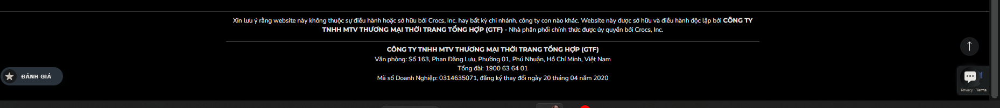 Xin lưu ý rằng website này không thuộc sự điều hành hoặc sở hữu bởi Crocs, Inc. hay bất kỳ chi nhánh, công ty con nào khác. Website này được sở hữu và điều hành độc lập bởi CÔNG TY
TNHH MTV THƯƠNG MẠI THỜI TRANG TỔNG HỢP (GTF) - Nhà phân phối chính thức được ủy quyền bởi Crocs, Inc.
CÔNG TY TNHH MTV THƯƠNG MẠI THỜI TRANG TỔNG HỢP (GTF)
Văn phòng: Số 163, Phan Đăng Lưu, Phường 01, Phú Nhuận, Hồ Chí Minh, Việt Nam
Tổng đài: 1900 63 64 01
Mã số Doanh Nghiệp: 0314635071, đăng ký thay đổi ngày 20 tháng 04 năm 2020
ĐÁNH GIÁ
Privacy - Terms